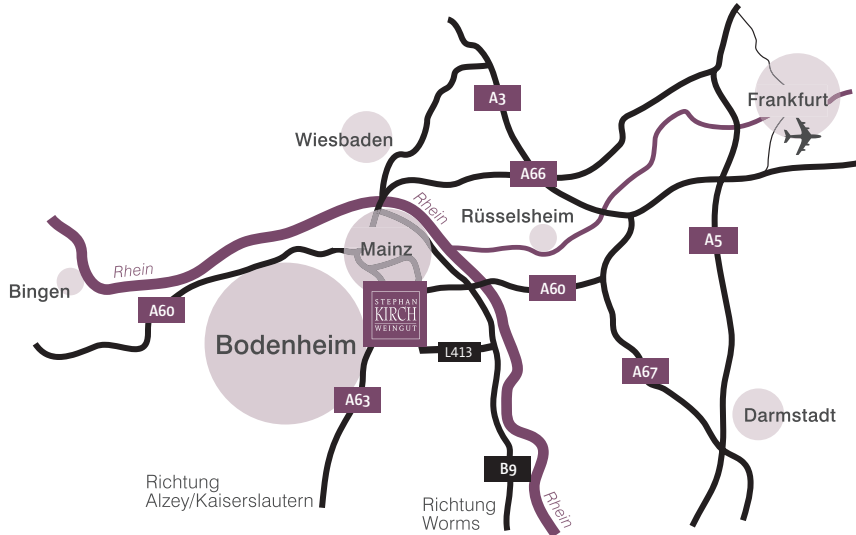 Frankfurt
A3
Wiesbaden
A66
Rhein
Rüsselsheim
A5
Mainz
Rhein
Bingen
A60
A60
STEPHAN
KIRCH
WEINGUT
Bodenheim
L413
A67
A63
Darmstadt
B9
Richtung
Alzey/Kaiserslautern
Richtung
Worms
Rhein